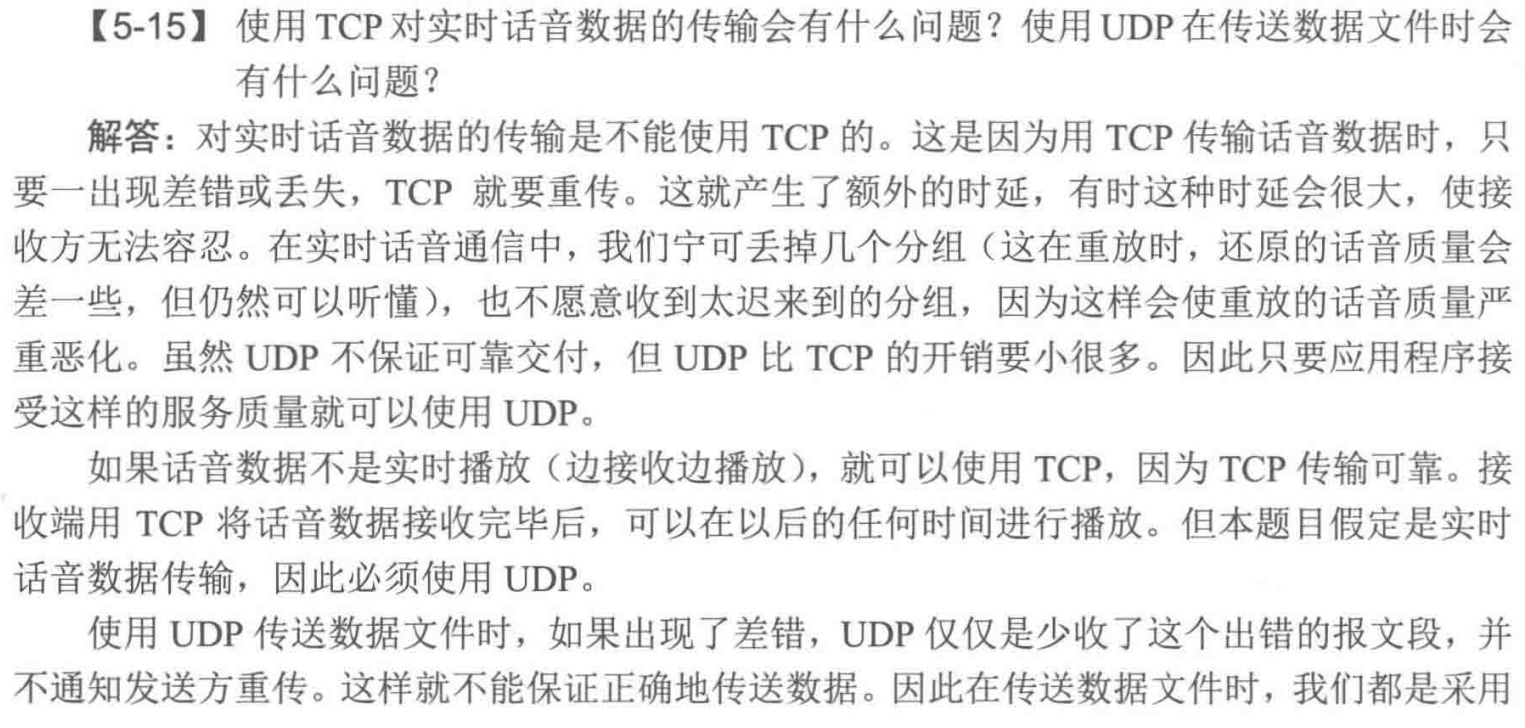 【5-15】 使用 TCP 对实时话音数据的传输会有什么问题？使用 UDP 在传送数据文件时会
有什么问题？
解答：对实时话音数据的传输是不能使用 TCP 的。这是因为用 TCP 传输话音数据时，只
要一出现差错或丢失，TCP 就要重传。这就产生了额外的时延，有时这种时延会很大，使接
收方无法容忍。在实时话音通信中，我们宁可丢掉几个分组（这在重放时，还原的话音质量会
差一些，但仍然可以听懂），也不愿意收到太迟来到的分组，因为这样会使重放的话音质量严
重恶化。虽然 UDP 不保证可靠交付，但 UDP 比 TCP 的开销要小很多。因此只要应用程序接
受这样的服务质量就可以使用 UDP。
如果话音数据不是实时播放（边接收边播放），就可以使用 TCP，因为 TCP 传输可靠。接
收端用 TCP 将话音数据接收完毕后，可以在以后的任何时间进行播放。但本题目假定是实时
话音数据传输，因此必须使用 UDP。
使用 UDP 传送数据文件时，如果出现了差错，UDP 仅仅是少收了这个出错的报文段，并
不通知发送方重传。这样就不能保证正确地传送数据。因此在传送数据文件时，我们都是采用